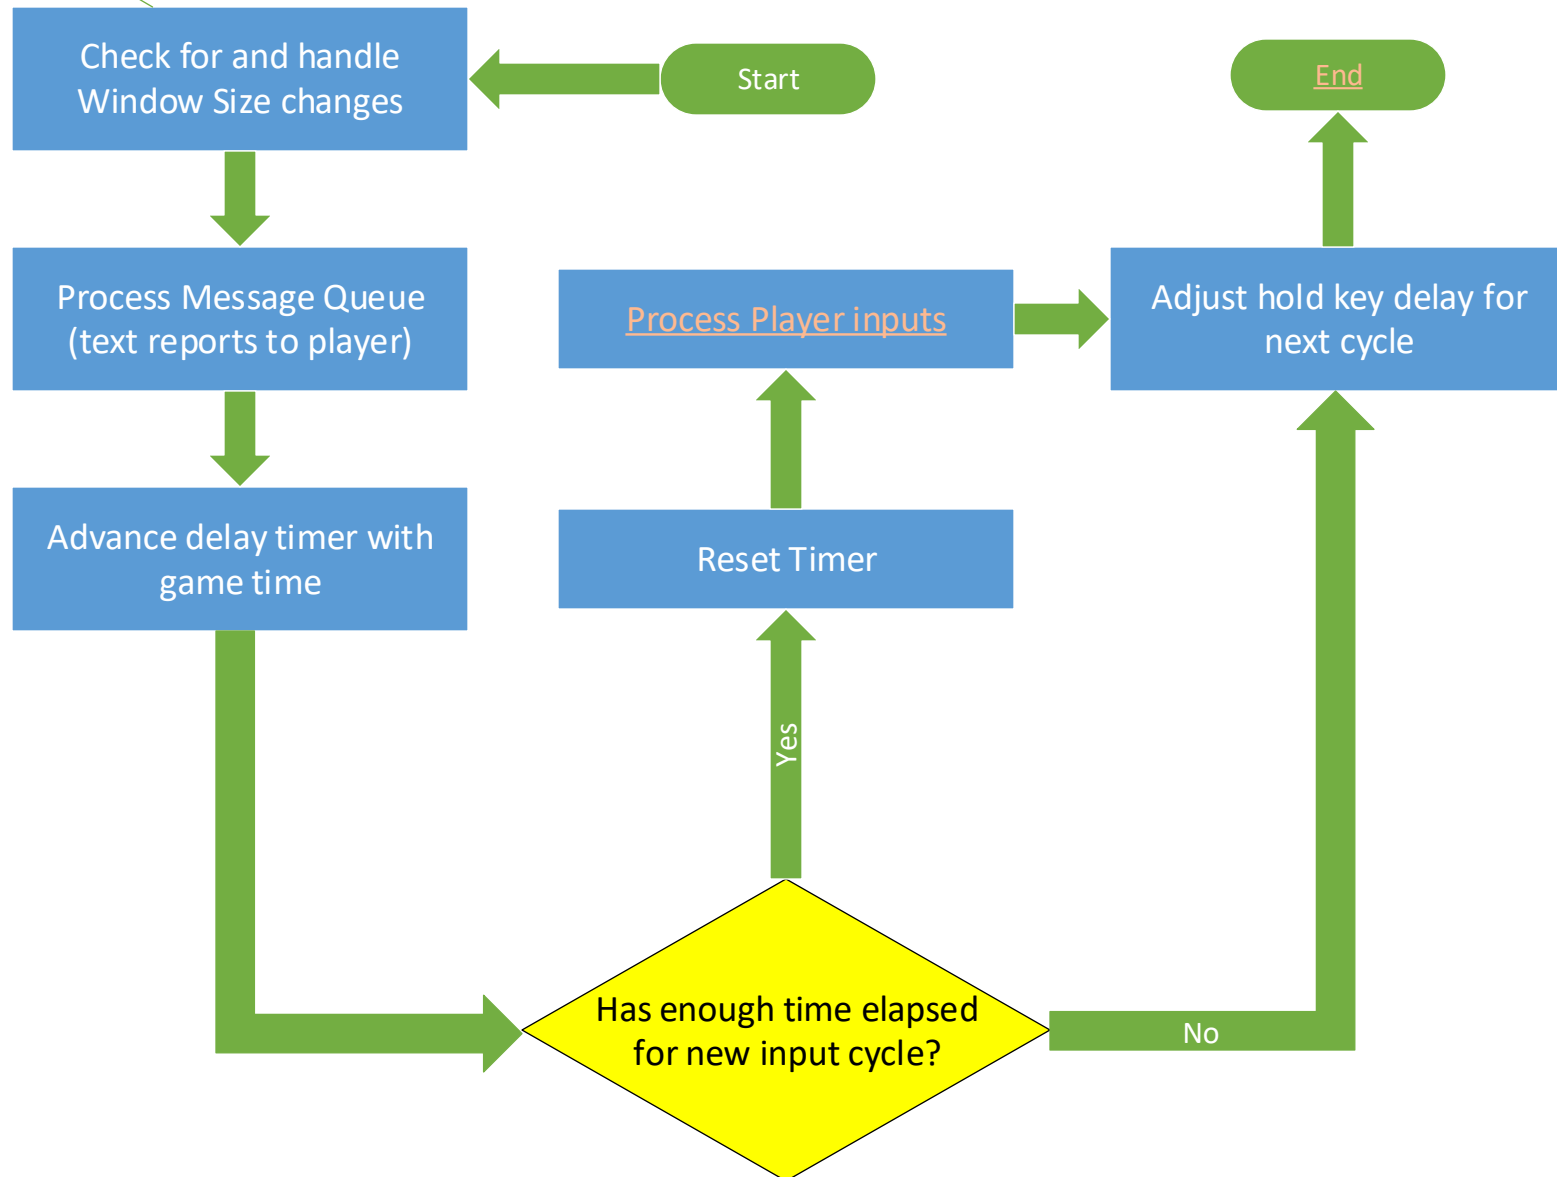 Start
Check for and handle
Window Size changes
Process Message Queue
(text reports to player)
Advance delay timer with
game time
Has enough time elapsed
for new input cycle?
Yes
Reset Timer
Process Player inputs
No
Adjust hold key delay for
next cycle
End